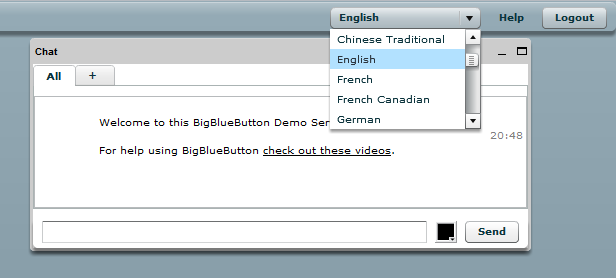 English
Help
Logout
Chat
Chinese Traditional
English
French
French Canadian
German
All
+
Welcome to this BigBlueButton Demo Ser
20:48
For help using BigBlueButton check out these videos.
Send